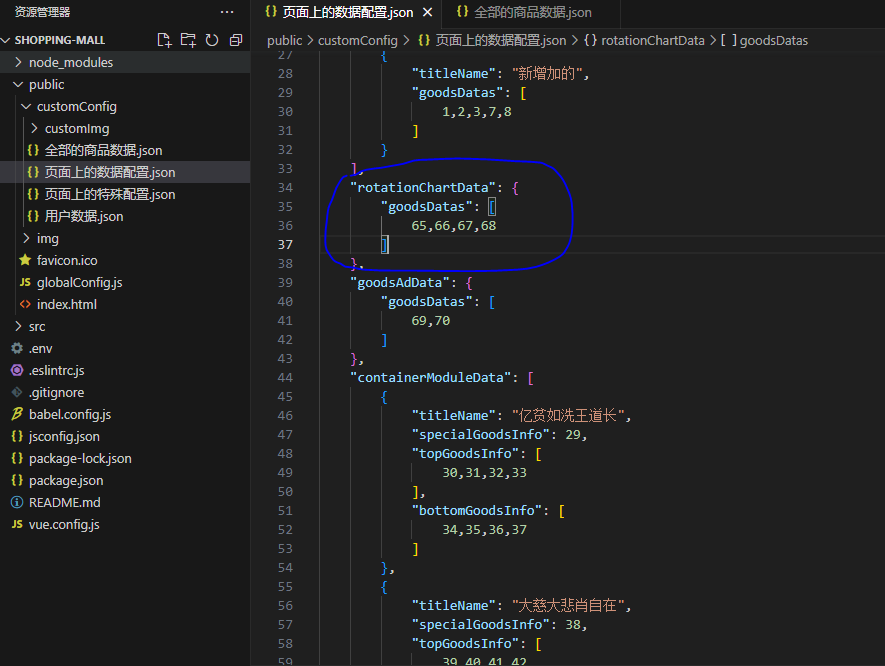 资源管理器
SHOPPING-MALL
node_modules
public
customConfig
customImg
全部的商品数据.json
页面上的数据配置.json
页面上的特殊配置.json
用户数据.json
img
favicon.ico
globalConfig.js
index.html
src
.env
.eslintrc.js
.gitignore
babel.config.js
jsconfig.json
package-lock.json
package.json
README.md
vue.config.js
页面上的数据配置.json
全部的商品数据.json
public > customConfig > {} 页面上的数据配置.json > {} rotationChartData > [ ] goodsDatas
27 {
28 "titleName": "新增加的",
29 "goodsDatas": [
30 1,2,3,7,8
31 ]
32 }
33 ],
34 "rotationChartData": {
35 "goodsDatas": [
36 65,66,67,68
37 ]
38 },
39 "goodsAdData": {
40 "goodsDatas": [
41 69,70
42 ]
43 },
44 "containerModuleData": [
45 {
46 "titleName": "亿贫如洗王道长",
47 "specialGoodsInfo": 29,
48 "topGoodsInfo": [
49 30,31,32,33
50 ],
51 "bottomGoodsInfo": [
52 34,35,36,37
53 ]
54 },
55 {
56 "titleName": "大慈大悲肖自在",
57 "specialGoodsInfo": 38,
58 "topGoodsInfo": [
59 39,40,41,42